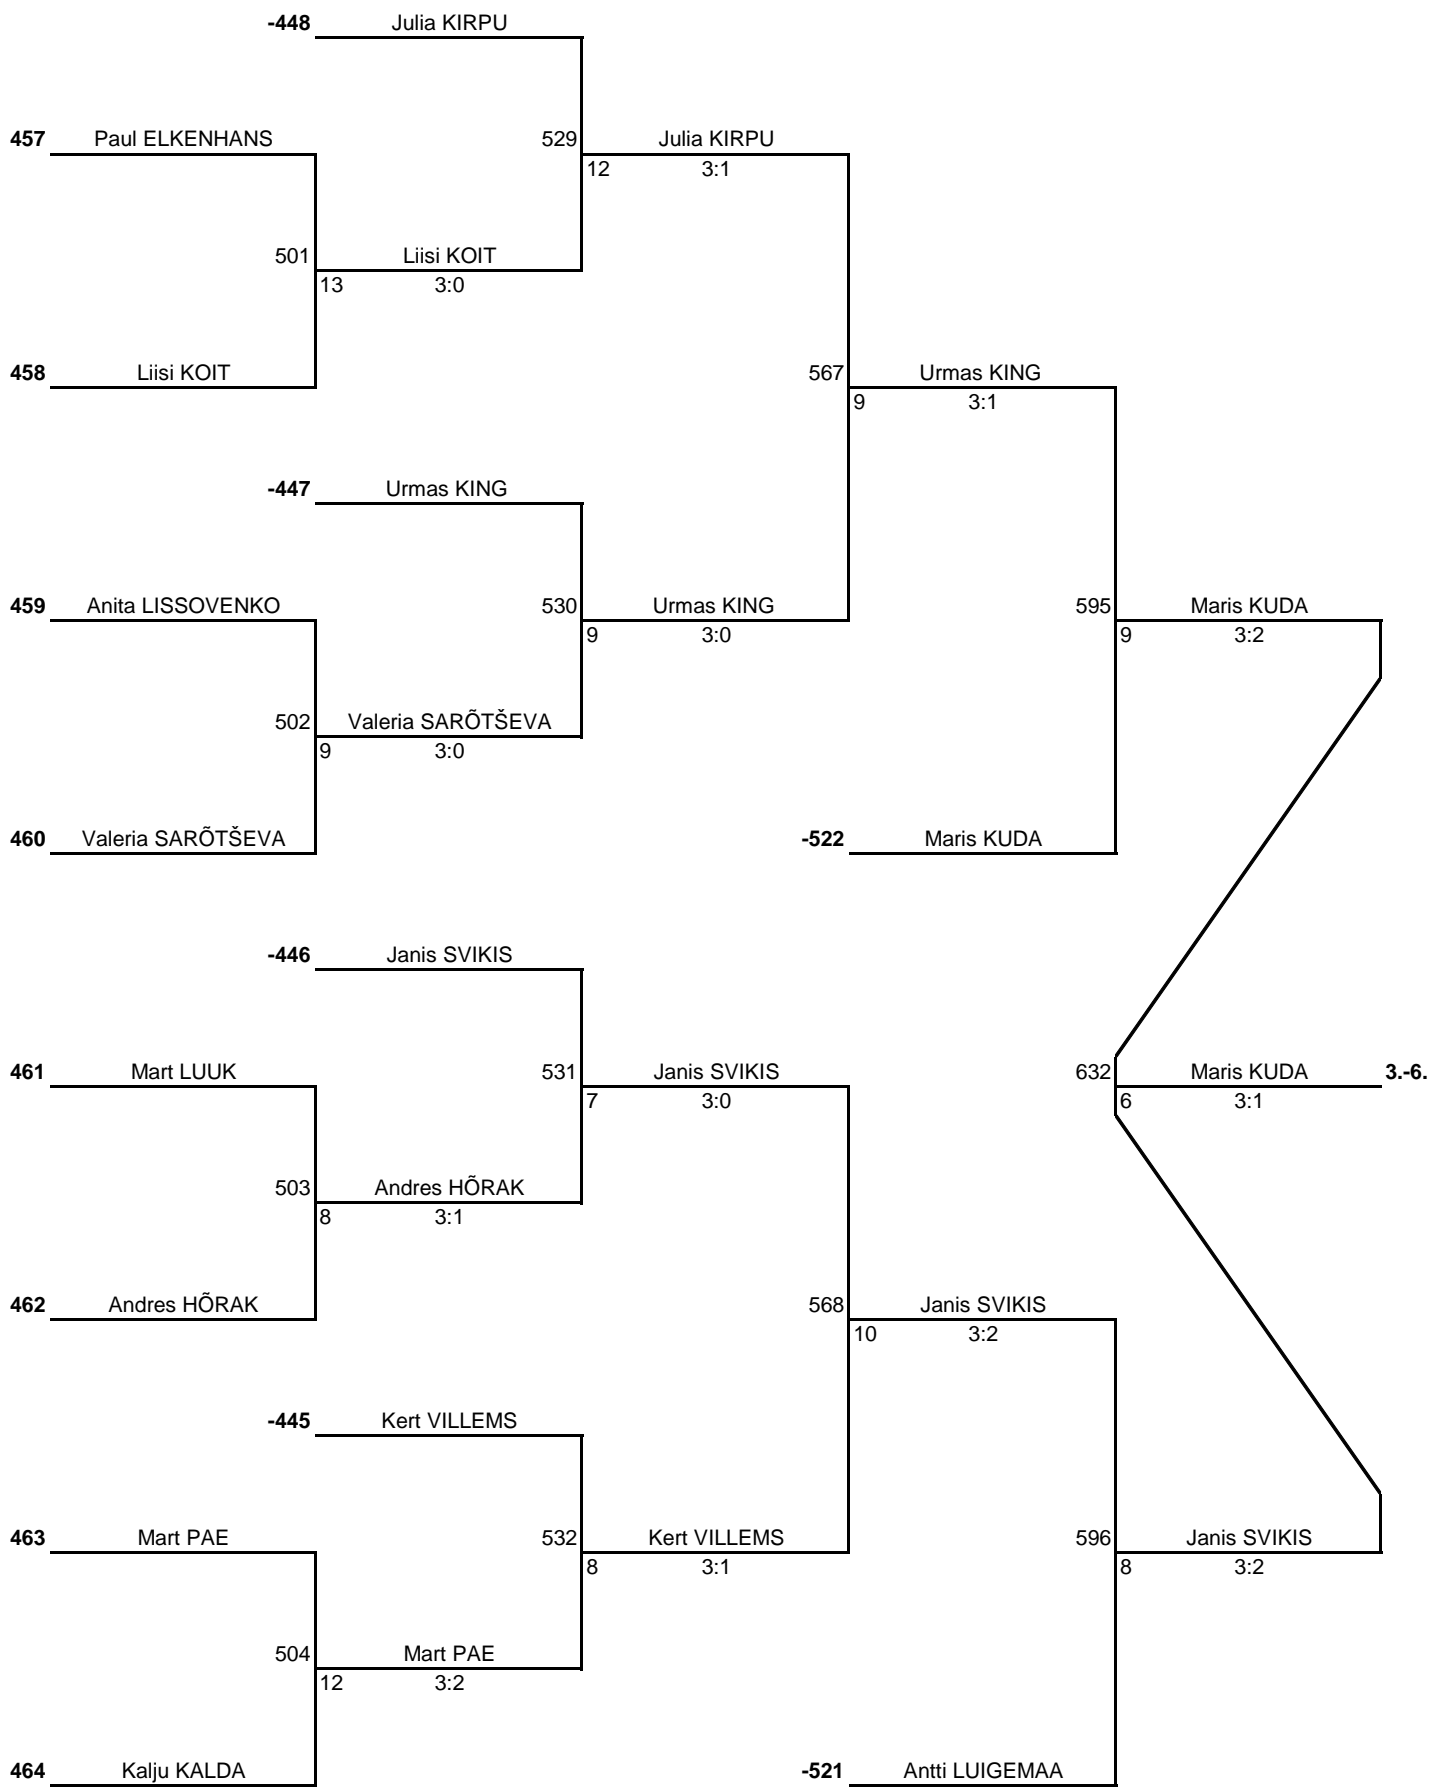 -448 Julia KIRPU
457 Paul ELKENHANS 529 Julia KIRPU
12 3:1
501 Liisi KOIT
13 3:0
458 Liisi KOIT 567 Urmas KING
9 3:1
-447 Urmas KING
459 Anita LISSOVENKO 530 Urmas KING 595 Maris KUDA
9 3:0 9 3:2
502 Valeria SARÕTŠEVA
9 3:0
460 Valeria SARÕTŠEVA -522 Maris KUDA
-446 Janis SVIKIS
461 Mart LUUK 531 Janis SVIKIS 632 Maris KUDA 3.-6.
7 3:0 6 3:1
503 Andres HÕRAK
8 3:1
462 Andres HÕRAK 568 Janis SVIKIS
10 3:2
-445 Kert VILLEMS
463 Mart PAE 532 Kert VILLEMS 596 Janis SVIKIS
8 3:1 8 3:2
504 Mart PAE
12 3:2
464 Kalju KALDA -521 Antti LUIGEMAA